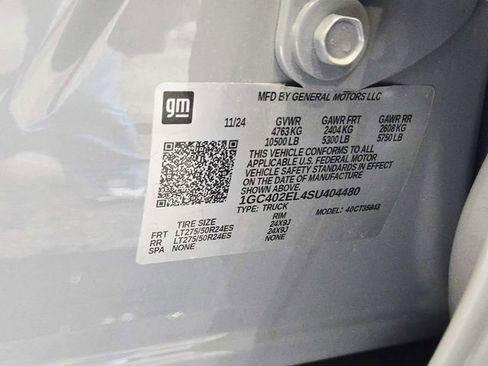 gm
MFD BY GENERAL MOTORS LLC
11/24 GVWR GAWR FRT GAWR RR
4763 KG 2404 KG 2608 KG
10500 LB 5300 LB 5750 LB
THIS VEHICLE CONFORMS TO ALL
APPLICABLE U.S. FEDERAL MOTOR
VEHICLE SAFETY STANDARDS IN
EFFECT ON THE DATE OF
MANUFACTURE SHOWN ABOVE.
1GC402EL4SU404480
TYPE: TRUCK MODEL:
TIRE SIZE RIM
FRT LT275/50R24ES 24X9J
RR LT275/50R24ES 24X9J
SPA NONE NONE